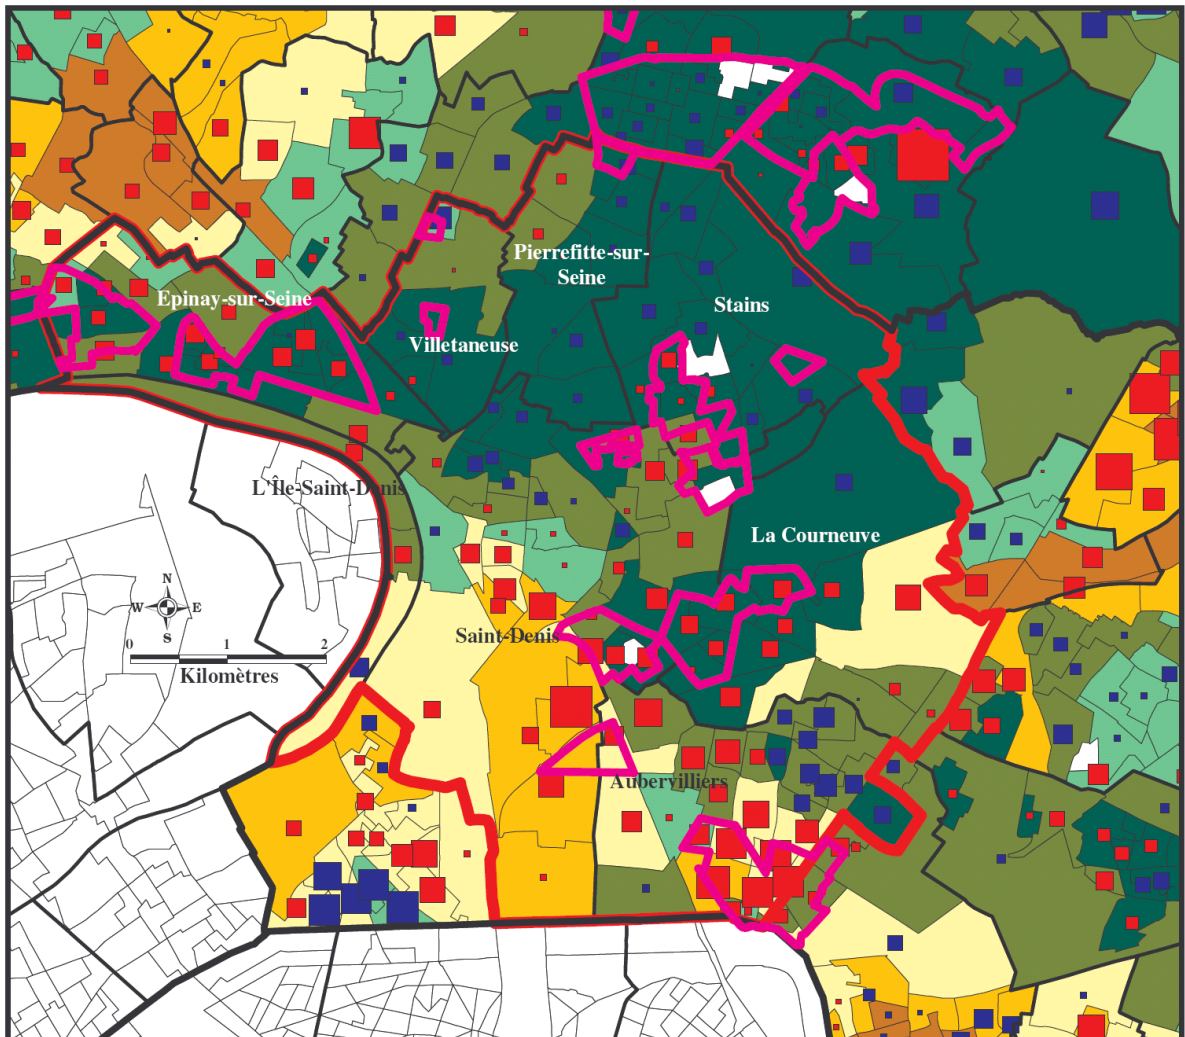 Pierrefitte-sur-
Seine
Epinay-sur-Seine
Stains
Villetaneuse
L'Île-Saint-Denis
La Courneuve
N
W E
S
Saint-Denis
0 1 2
Kilomètres
Aubervilliers